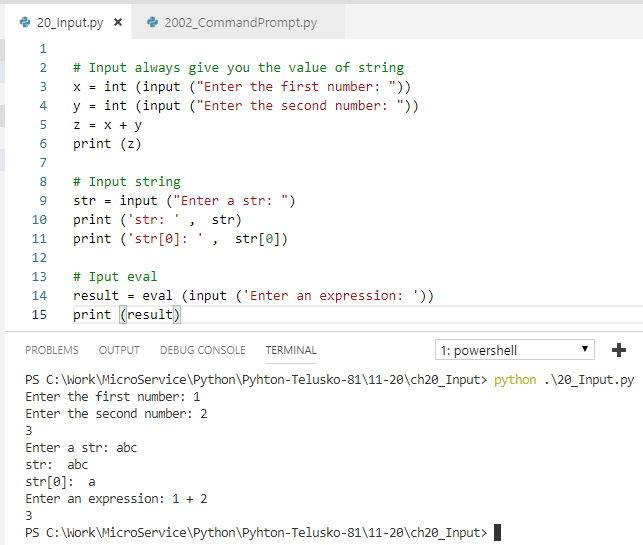 20_Input.py × 2002_CommandPrompt.py
1
2 # Input always give you the value of string
3 x = int (input ("Enter the first number: "))
4 y = int (input ("Enter the second number: "))
5 z = x + y
6 print (z)
7
8 # Input string
9 str = input ("Enter a str: ")
10 print ('str: ' ,  str)
11 print ('str[0]: ' ,  str[0])
12
13 # Iput eval
14 result = eval (input ('Enter an expression: '))
15 print (result)
PROBLEMS OUTPUT DEBUG CONSOLE TERMINAL 1: powershell
PS C:\Work\MicroService\Python\Pyhton-Telusko-81\11-20\ch20_Input> python .\20_Input.py
Enter the first number: 1
Enter the second number: 2
3
Enter a str: abc
str:  abc
str[0]:  a
Enter an expression: 1 + 2
3
PS C:\Work\MicroService\Python\Pyhton-Telusko-81\11-20\ch20_Input>